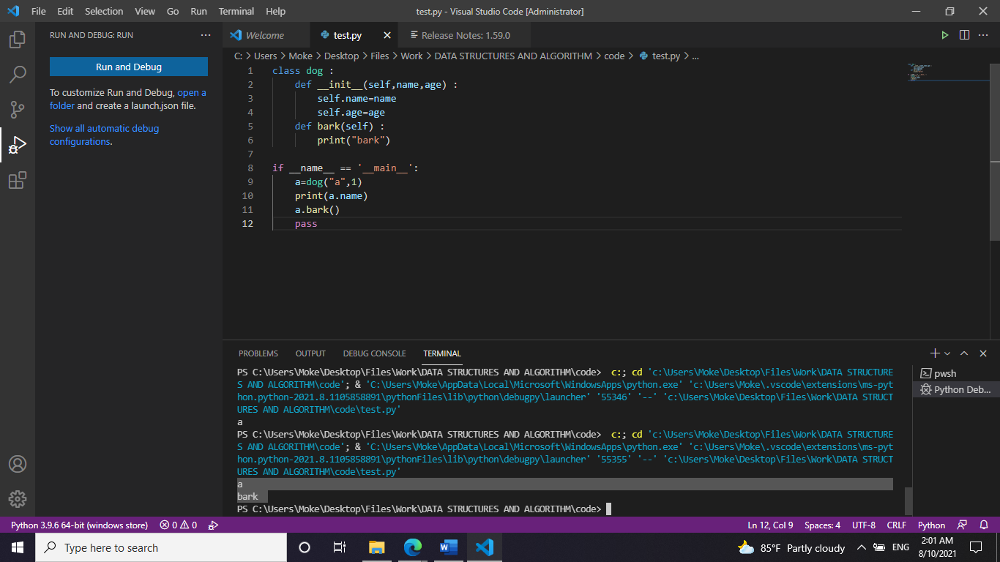 File Edit Selection View Go Run Terminal Help test.py - Visual Studio Code [Administrator]
RUN AND DEBUG: RUN ···
Run and Debug
To customize Run and Debug, open a
folder and create a launch.json file.
Show all automatic debug
configurations.
Welcome test.py Release Notes: 1.59.0
C: > Users > Moke > Desktop > Files > Work > DATA STRUCTURES AND ALGORITHM > code > test.py > ...
1 class dog :
2 def __init__(self,name,age) :
3 self.name=name
4 self.age=age
5 def bark(self) :
6 print("bark")
7
8 if __name__ == '__main__':
9 a=dog("a",1)
10 print(a.name)
11 a.bark()
12 pass
PROBLEMS OUTPUT DEBUG CONSOLE TERMINAL
PS C:\Users\Moke\Desktop\Files\Work\DATA STRUCTURES AND ALGORITHM\code> c:; cd 'c:\Users\Moke\Desktop\Files\Work\DATA STRUCTURE
S AND ALGORITHM\code'; & 'C:\Users\Moke\AppData\Local\Microsoft\WindowsApps\python.exe' 'c:\Users\Moke\.vscode\extensions\ms-pyt
hon.python-2021.8.1105858891\pythonFiles\lib\python\debugpy\launcher' '55346' '--' 'c:\Users\Moke\Desktop\Files\Work\DATA STRUCT
URES AND ALGORITHM\code\test.py'
a
PS C:\Users\Moke\Desktop\Files\Work\DATA STRUCTURES AND ALGORITHM\code> c:; cd 'c:\Users\Moke\Desktop\Files\Work\DATA STRUCTURE
S AND ALGORITHM\code'; & 'C:\Users\Moke\AppData\Local\Microsoft\WindowsApps\python.exe' 'c:\Users\Moke\.vscode\extensions\ms-pyt
hon.python-2021.8.1105858891\pythonFiles\lib\python\debugpy\launcher' '55355' '--' 'c:\Users\Moke\Desktop\Files\Work\DATA STRUCT
URES AND ALGORITHM\code\test.py'
a
bark
PS C:\Users\Moke\Desktop\Files\Work\DATA STRUCTURES AND ALGORITHM\code>
pwsh
Python Deb...
Python 3.9.6 64-bit (windows store) 0 0 Ln 12, Col 9 Spaces: 4 UTF-8 CRLF Python
Type here to search 85°F Partly cloudy ENG
2:01 AM
8/10/2021